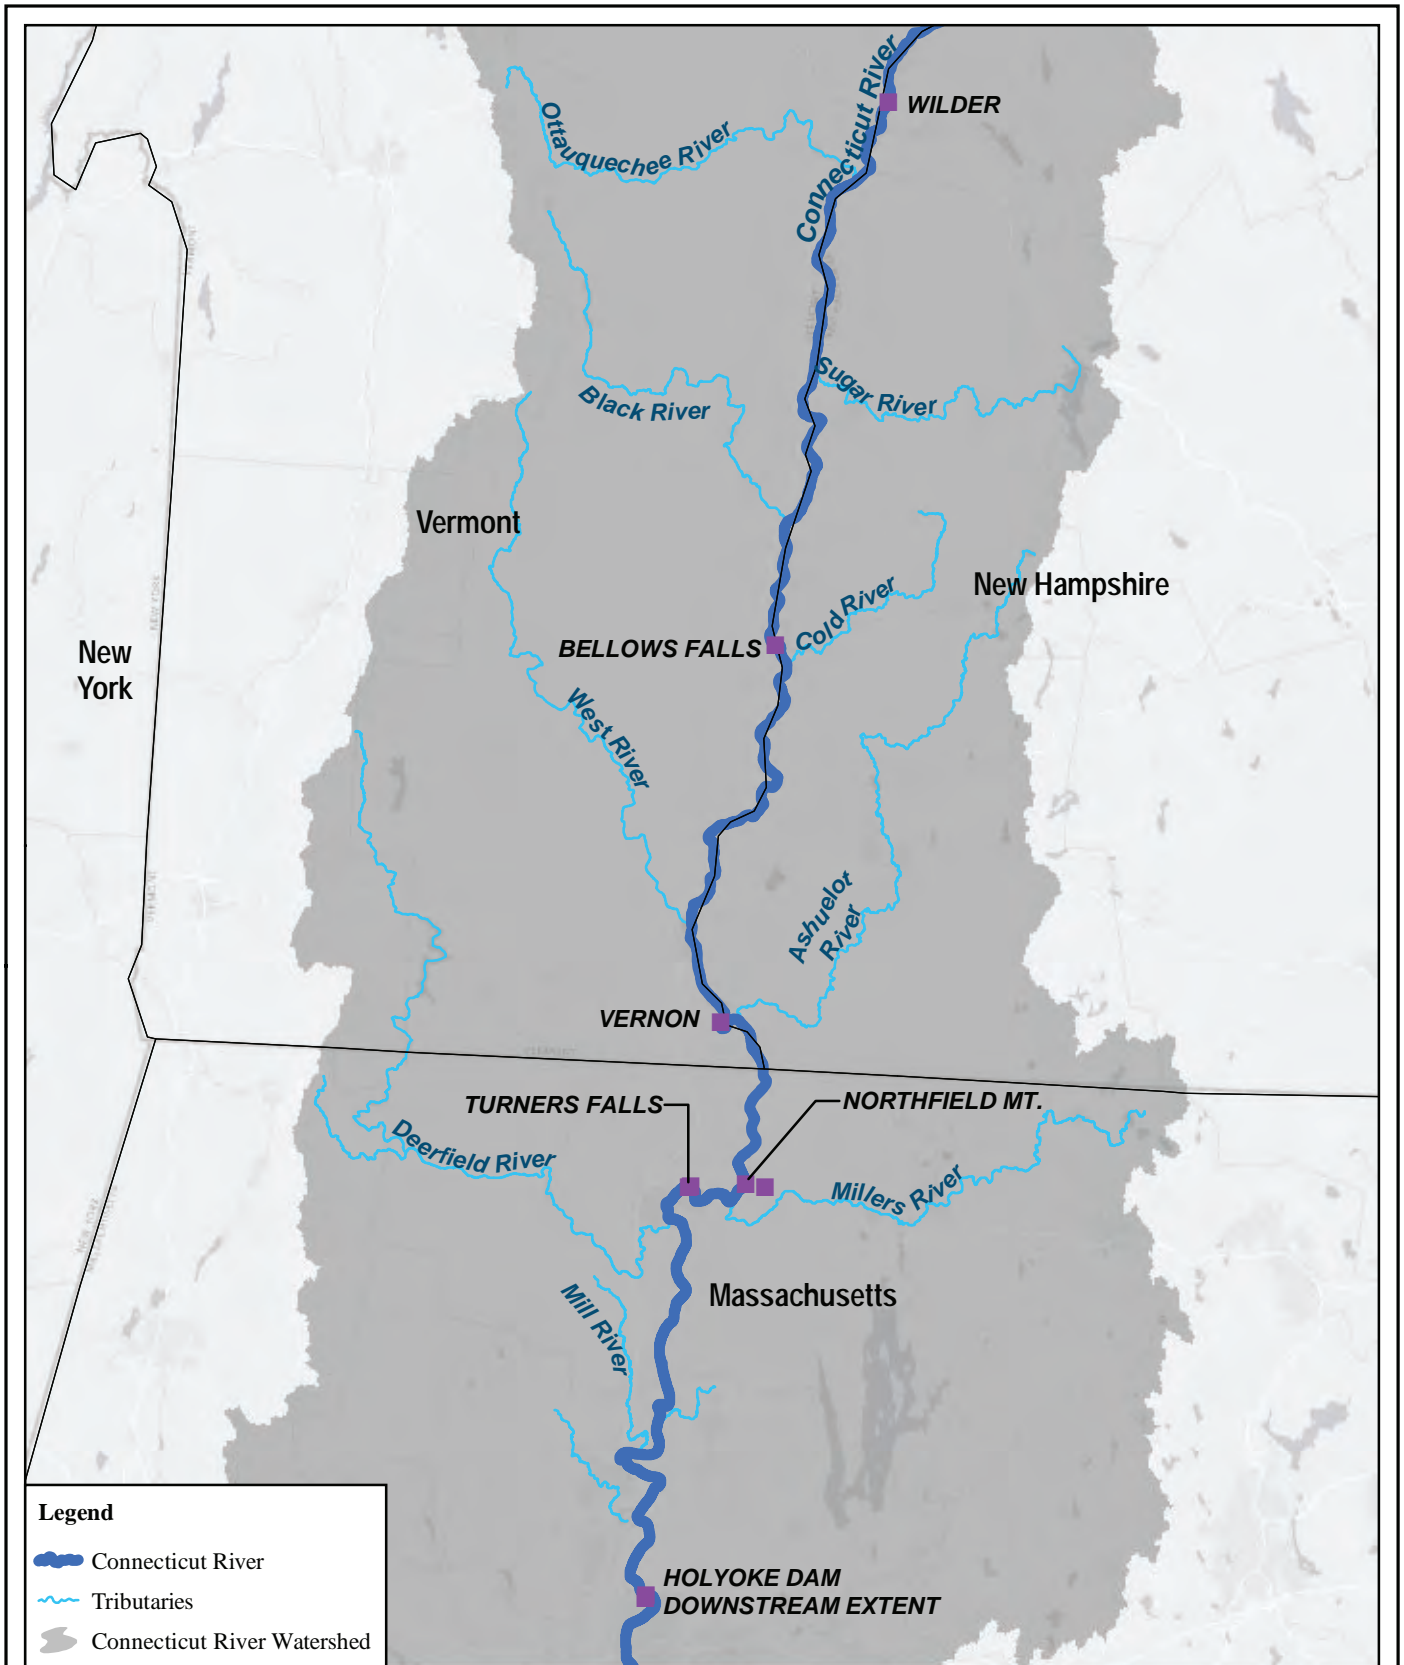 WILDER
Connecticut River
Ottauquechee River
Sugar River
Black River
Vermont
New Hampshire
Cold River
BELLOWS FALLS
New
York
West River
Ashuelot
River
VERNON
TURNERS FALLS
NORTHFIELD MT.
Deerfield River
Millers River
Massachusetts
Mill River
HOLYOKE DAM
DOWNSTREAM EXTENT
Legend
Connecticut River
Tributaries
Connecticut River Watershed